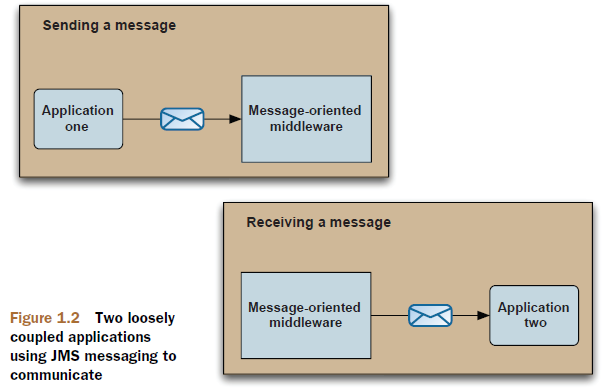 Sending a message
Application
one
Message-oriented
middleware
Receiving a message
Message-oriented
middleware
Application
two
Figure 1.2 Two loosely
coupled applications
using JMS messaging to
communicate